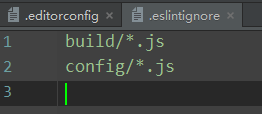 .editorconfig .eslintignore
1 build/*.js
2 config/*.js
3